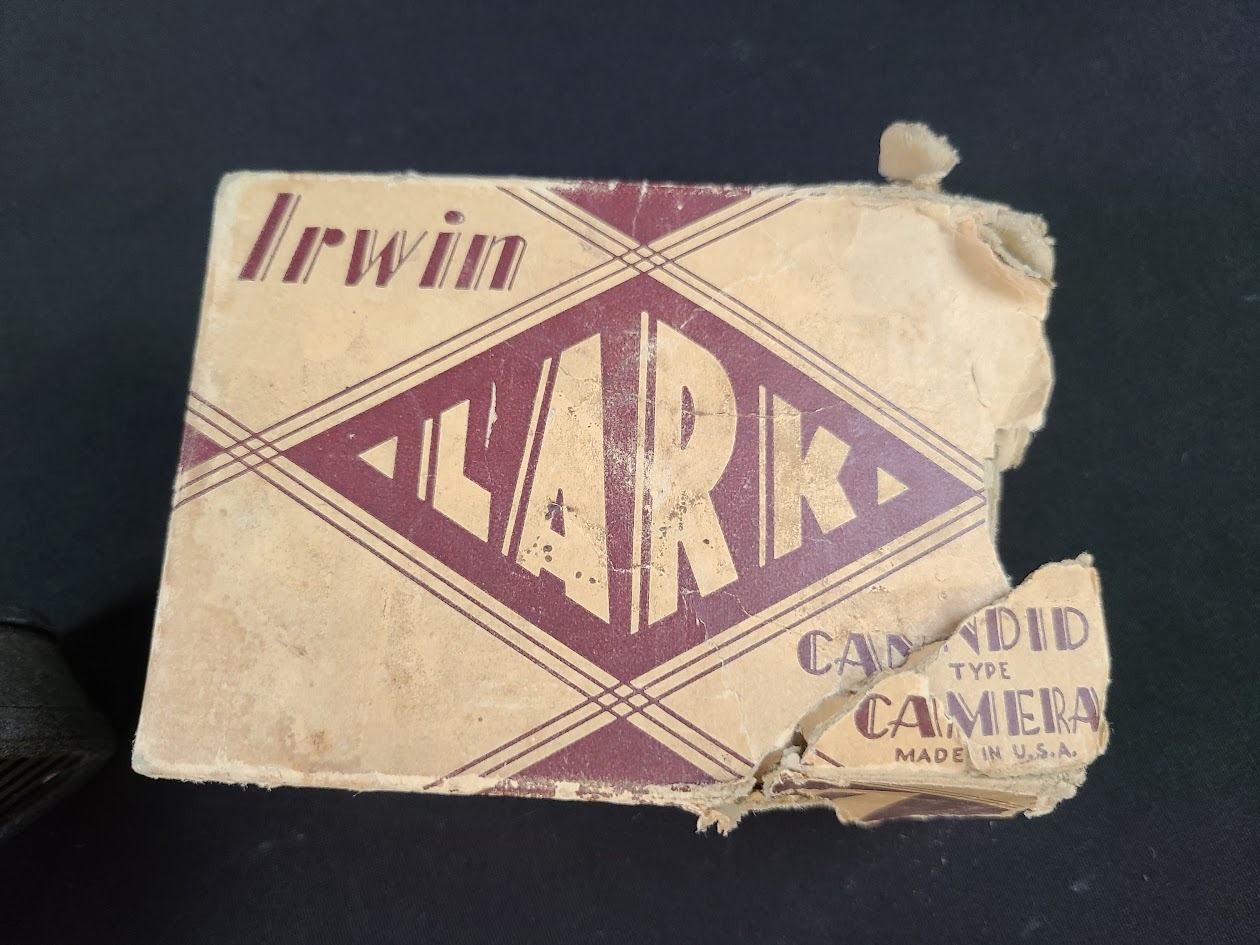 Irwin
LARK
CANDID
TYPE
CAMERA
MADE IN U.S.A.